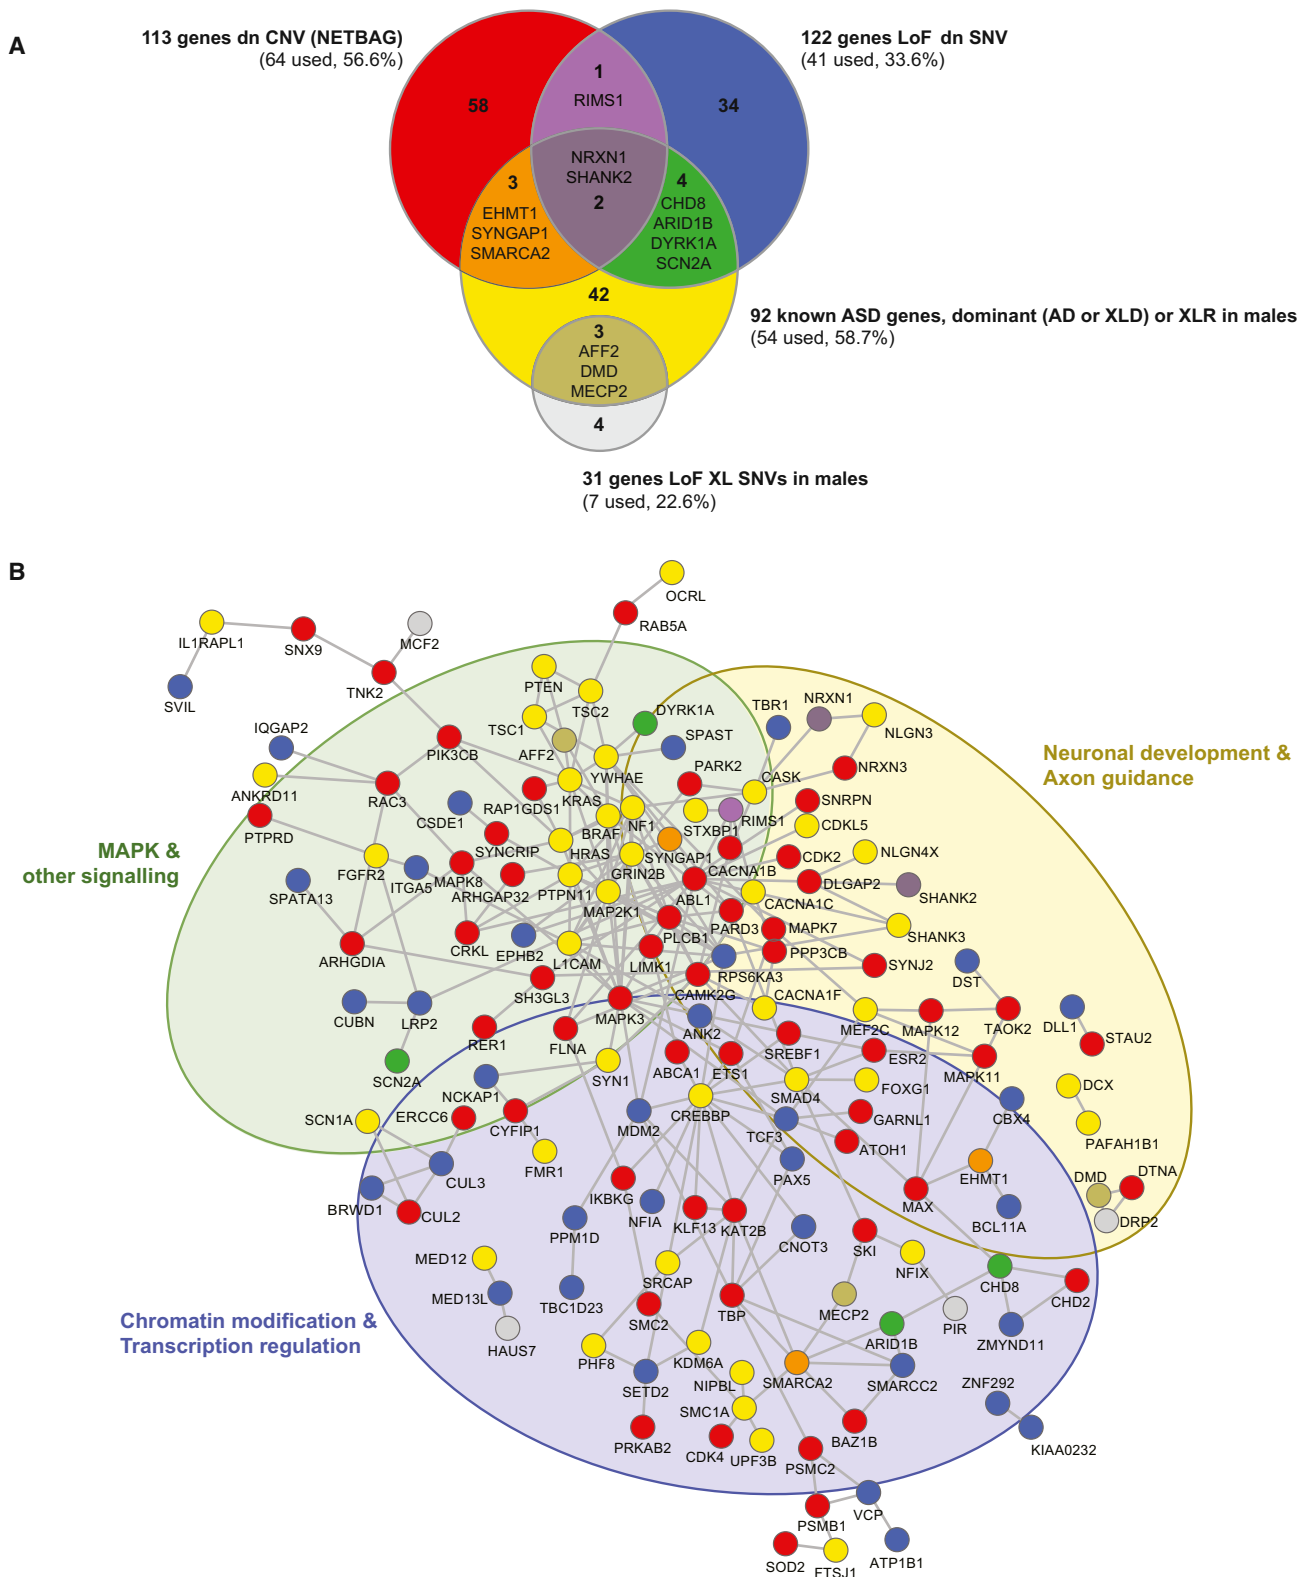 A
113 genes dn CNV (NETBAG)
(64 used, 56.6%)
122 genes LoF dn SNV
(41 used, 33.6%)
1
RIMS1
58
34
NRXN1
SHANK2
2
3
EHMT1
SYNGAP1
SMARCA2
4
CHD8
ARID1B
DYRK1A
SCN2A
42
92 known ASD genes, dominant (AD or XLD) or XLR in males
(54 used, 58.7%)
3
AFF2
DMD
MECP2
4
31 genes LoF XL SNVs in males
(7 used, 22.6%)
B
OCRL
RAB5A
IL1RAPL1
SNX9
MCF2
TNK2
SVIL
PTEN
TSC2
TSC1
DYRK1A
TBR1
NRXN1
NLGN3
IQGAP2
PIK3CB
AFF2
SPAST
YWHAE
PARK2
CASK
NRXN3
Neuronal development &
Axon guidance
ANKRD11
RAC3
RAP1GDS1
KRAS
PTPRD
CSDE1
BRAF
NF1
STXBP1
RIMS1
SNRPN
CDKL5
SYNCRIP
HRAS
SYNGAP1
MAPK &
other signalling
FGFR2
ITGA5
MAPK8
ARHGAP32
PTPN11
GRIN2B
CACNA1B
CDK2
NLGN4X
SPATA13
MAP2K1
ABL1
CACNA1C
DLGAP2
SHANK2
ARHGDIA
CRKL
EPHB2
L1CAM
LIMK1
PLCB1
PARD3
MAPK7
SHANK3
PPP3CB
SH3GL3
RPS6KA3
SYNJ2
DST
CUBN
LRP2
MAPK3
CAMK2G
CACNA1F
RER1
FLNA
ANK2
MEF2C
MAPK12
TAOK2
DLL1
STAU2
SCN2A
NCKAP1
SYN1
ABCA1
ETS1
SREBF1
ESR2
MAPK11
SCN1A
ERCC6
CYFIP1
CREBBP
SMAD4
FOXG1
DCX
MDM2
TCF3
GARNL1
CBX4
PAFAH1B1
CUL3
FMR1
ATOH1
EHMT1
DMD
DTNA
BRWD1
CUL2
IKBKG
NFIA
PAX5
MAX
BCL11A
DRP2
PPM1D
KLF13
KAT2B
CNOT3
SKI
MED12
NFIX
MED13L
TBC1D23
SRCAP
CHD8
CHD2
Chromatin modification &
Transcription regulation
HAUS7
SMC2
TBP
MECP2
PIR
ZMYND11
ARID1B
PHF8
KDM6A
SETD2
NIPBL
SMARCA2
SMARCC2
ZNF292
SMC1A
KIAA0232
PRKAB2
CDK4
UPF3B
BAZ1B
PSMC2
VCP
PSMB1
SOD2
FTSJ1
ATP1B1